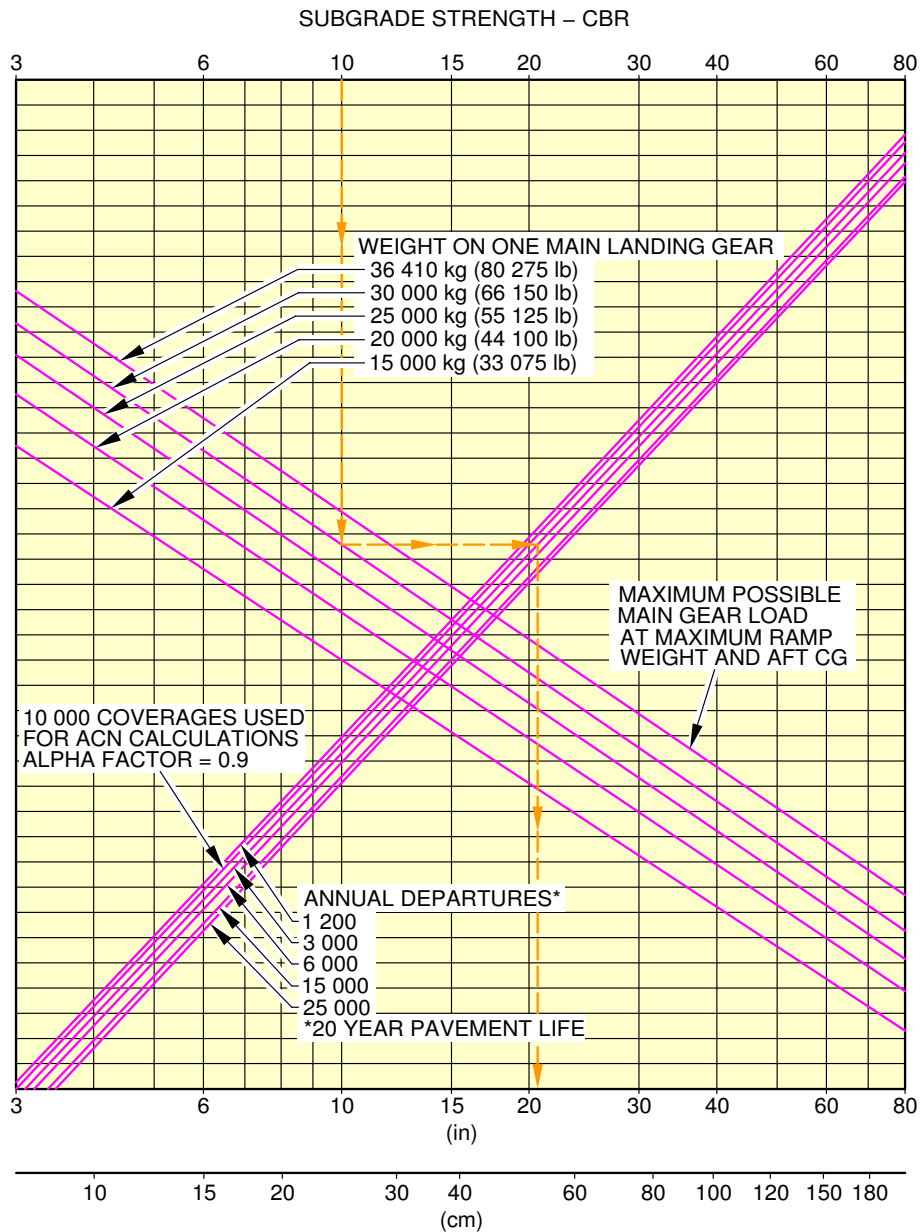 SUBGRADE STRENGTH – CBR
3 6 10 15 20 30 40 60 80
WEIGHT ON ONE MAIN LANDING GEAR
36 410 kg (80 275 lb)
30 000 kg (66 150 lb)
25 000 kg (55 125 lb)
20 000 kg (44 100 lb)
15 000 kg (33 075 lb)
MAXIMUM POSSIBLE
MAIN GEAR LOAD
AT MAXIMUM RAMP
WEIGHT AND AFT CG
10 000 COVERAGES USED
FOR ACN CALCULATIONS
ALPHA FACTOR = 0.9
ANNUAL DEPARTURES*
1 200
3 000
6 000
15 000
25 000
*20 YEAR PAVEMENT LIFE
3 6 10 15 20 30 40 60 80
(in)
10 15 20 30 40 60 80 100 120 150 180
(cm)